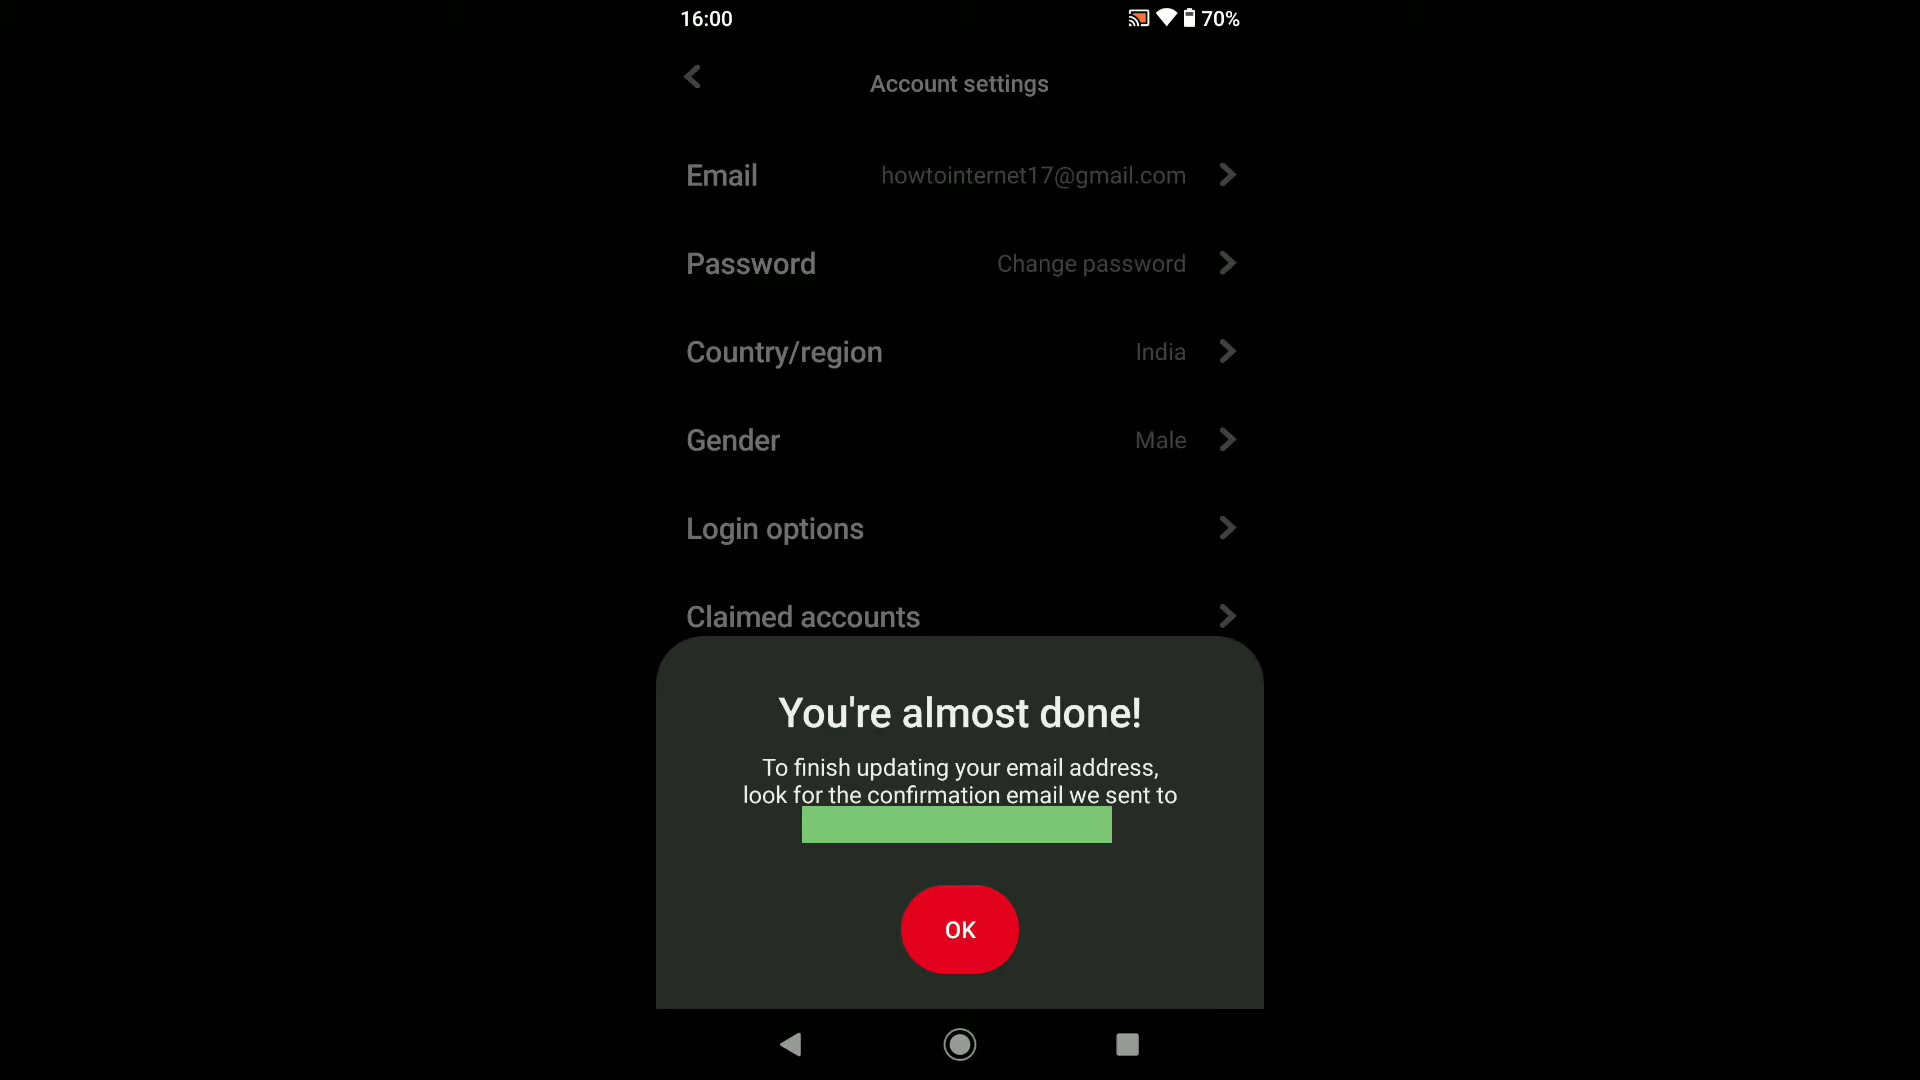 16:00
70%
Account settings
Email howtointernet17@gmail.com
Password Change password
Country/region India
Gender Male
Login options
Claimed accounts
You're almost done!
To finish updating your email address,
look for the confirmation email we sent to
OK